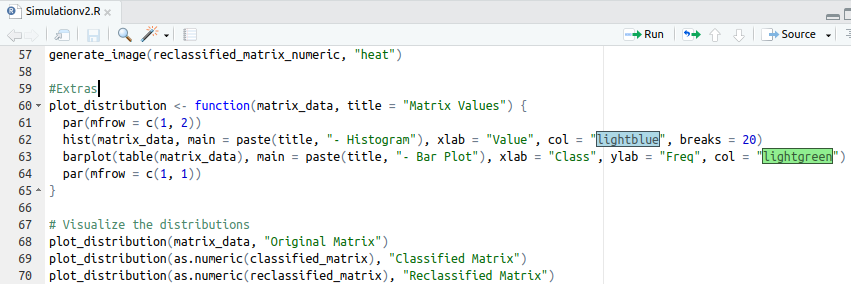 Simulationv2.R
Run
Source
57 generate_image(reclassified_matrix_numeric, "heat")
58
59 #Extras
60 plot_distribution <- function(matrix_data, title = "Matrix Values") {
61   par(mfrow = c(1, 2))
62   hist(matrix_data, main = paste(title, "- Histogram"), xlab = "Value", col = "lightblue", breaks = 20)
63   barplot(table(matrix_data), main = paste(title, "- Bar Plot"), xlab = "Class", ylab = "Freq", col = "lightgreen")
64   par(mfrow = c(1, 1))
65 }
66
67 # Visualize the distributions
68 plot_distribution(matrix_data, "Original Matrix")
69 plot_distribution(as.numeric(classified_matrix), "Classified Matrix")
70 plot_distribution(as.numeric(reclassified_matrix), "Reclassified Matrix")